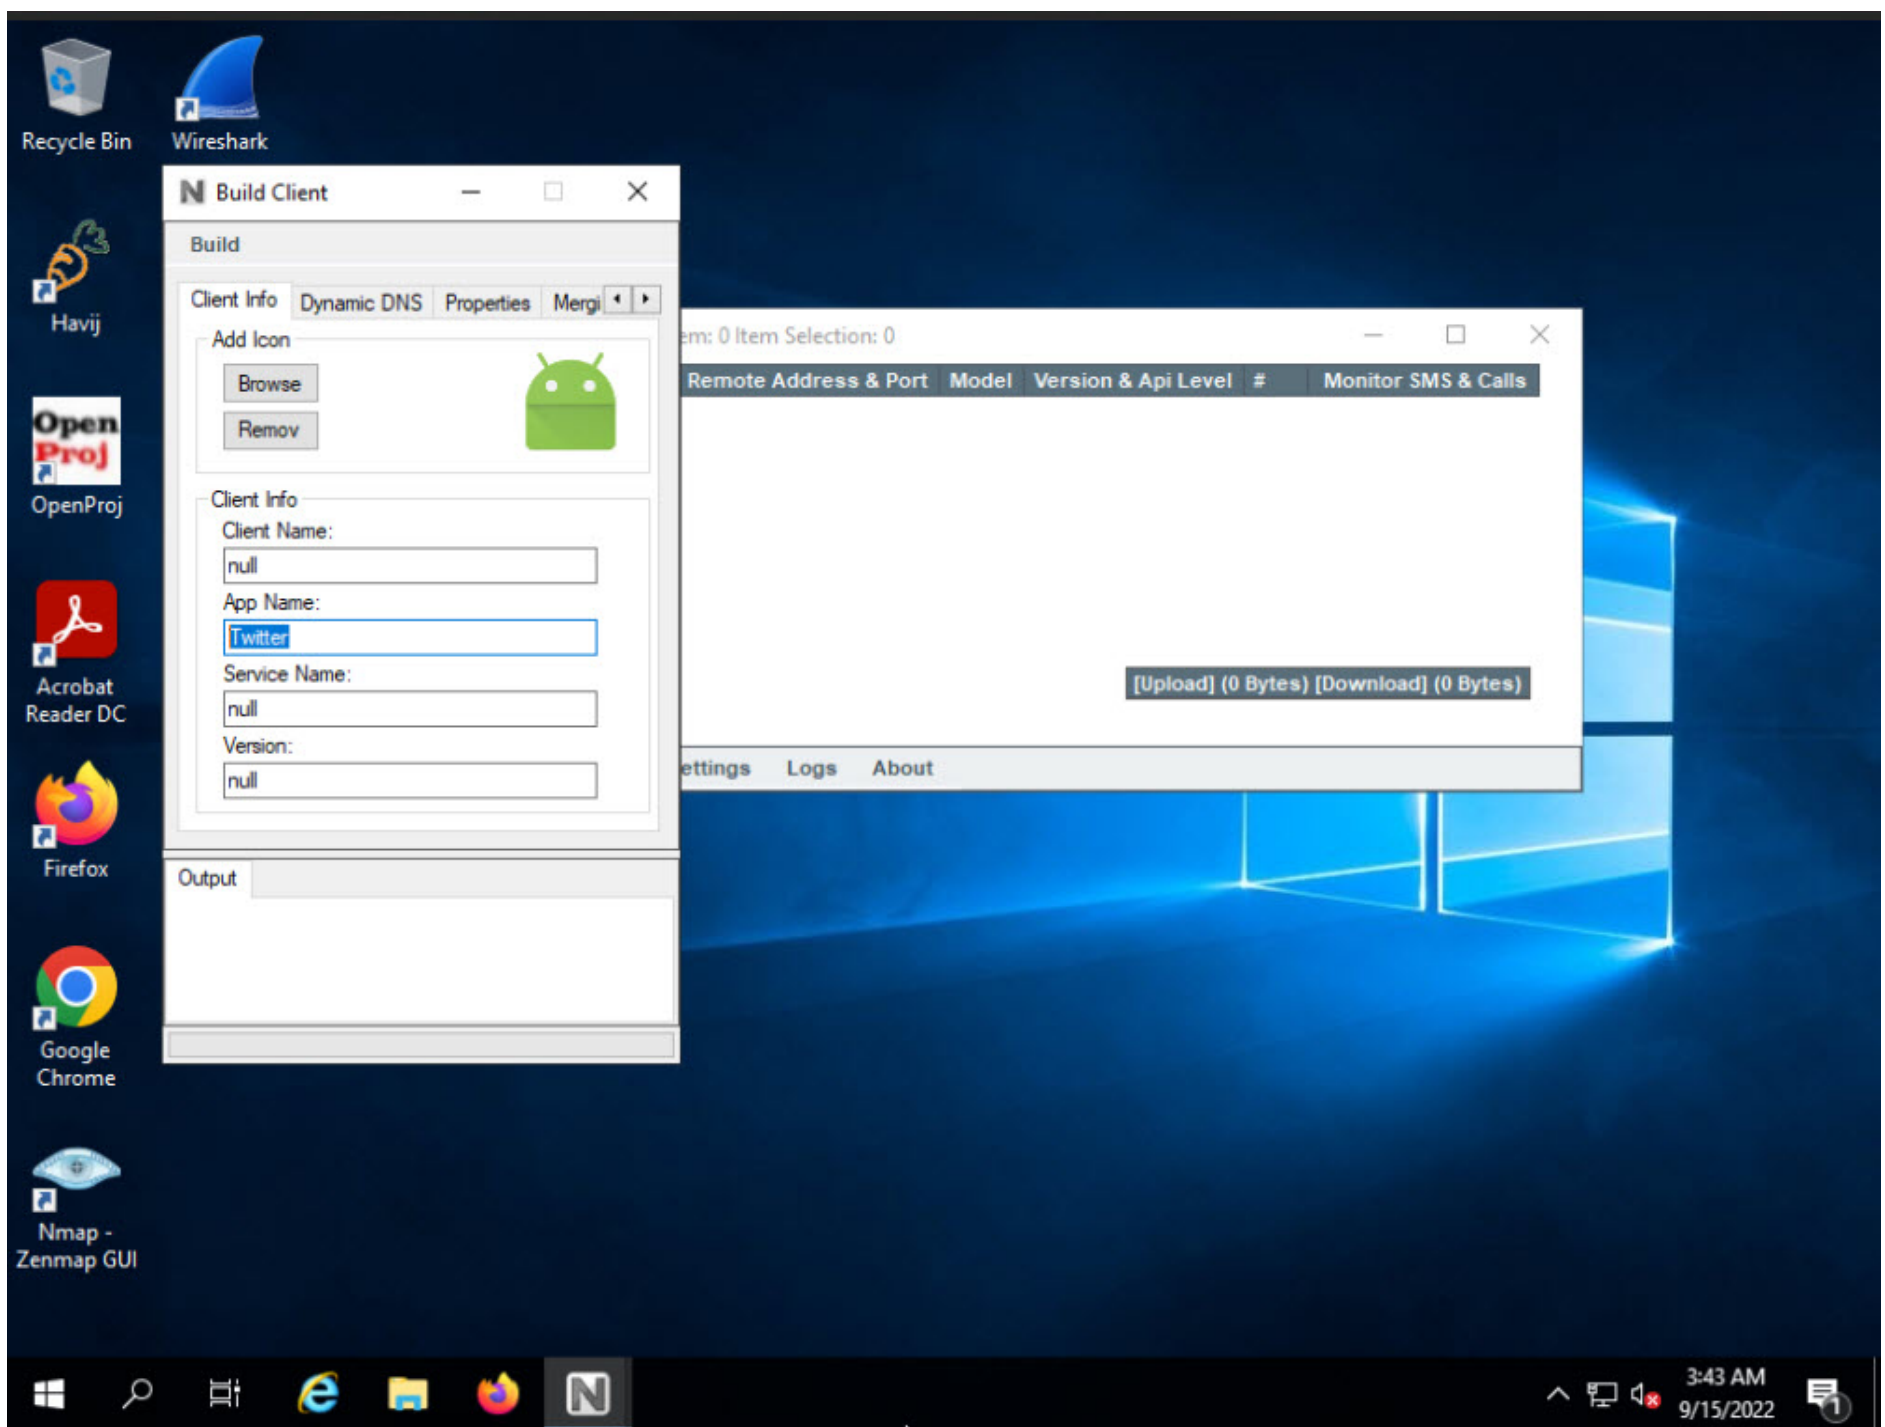 Recycle Bin
Wireshark
Havij
Open
Proj
OpenProj
Acrobat
Reader DC
Firefox
Google
Chrome
Nmap -
Zenmap GUI
N Build Client
Build
Client Info Dynamic DNS Properties Mergi
Add Icon
Browse
Remov
Client Info
Client Name:
null
App Name:
Twitter
Service Name:
null
Version:
null
Output
em: 0 Item Selection: 0
Remote Address & Port Model Version & Api Level # Monitor SMS & Calls
[Upload] (0 Bytes) [Download] (0 Bytes)
ettings Logs About
N
3:43 AM
9/15/2022
1